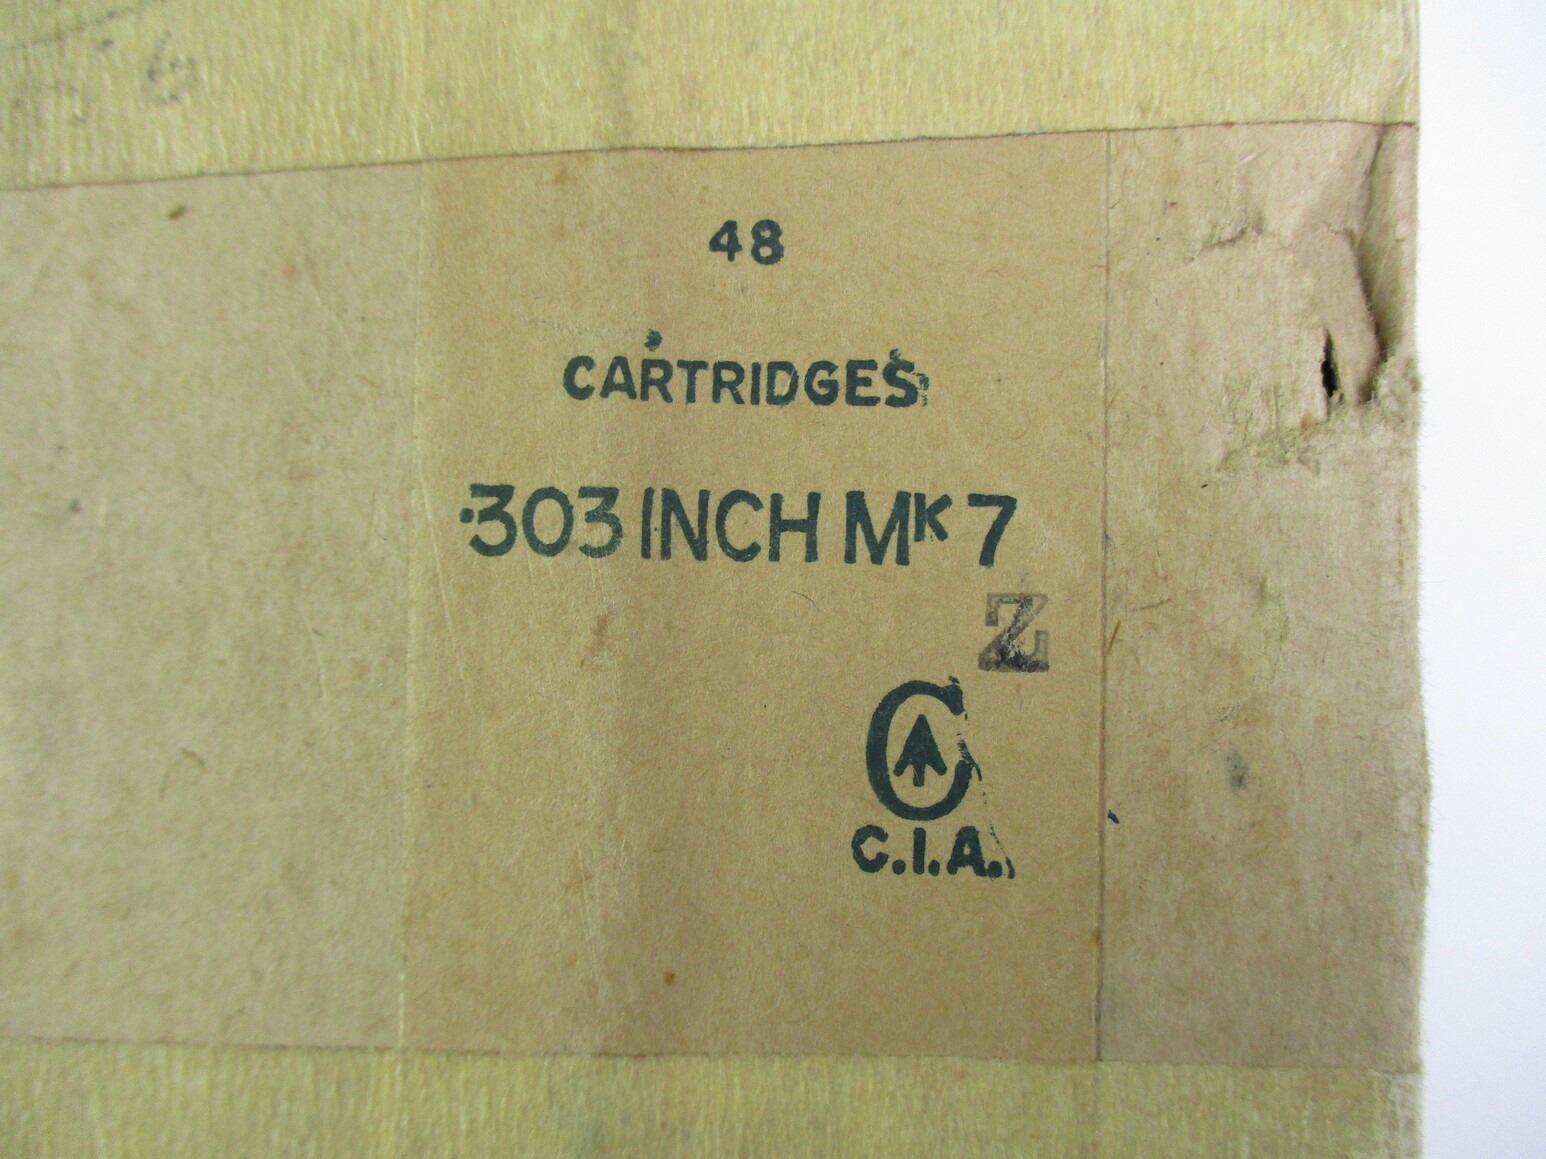 48
CARTRIDGES
.303 INCH MK 7
Z
C
C.I.A.